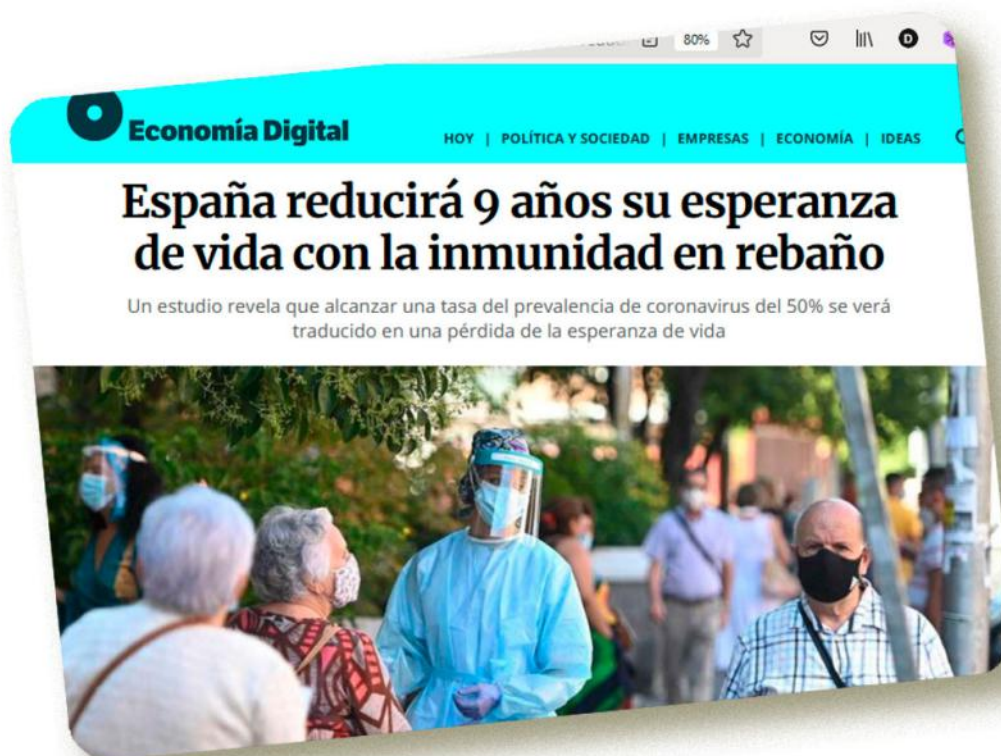 80%
Economía Digital
HOY | POLÍTICA Y SOCIEDAD | EMPRESAS | ECONOMÍA | IDEAS
España reducirá 9 años su esperanza
de vida con la inmunidad en rebaño
Un estudio revela que alcanzar una tasa del prevalencia de coronavirus del 50% se verá
traducido en una pérdida de la esperanza de vida